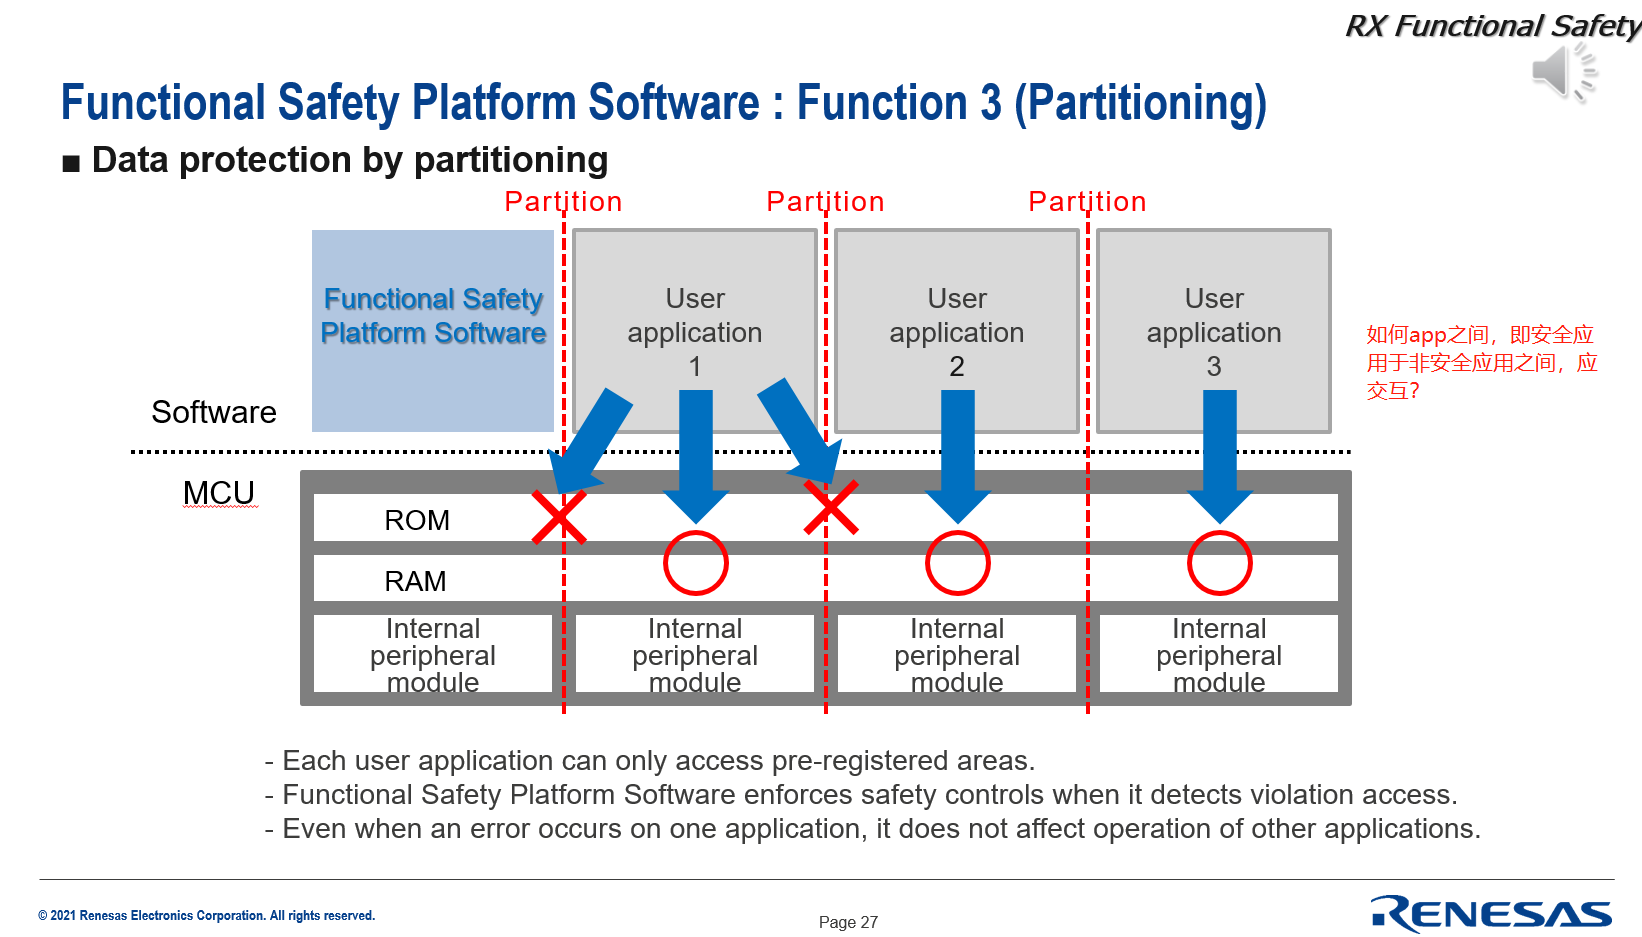 RX Functional Safety
Functional Safety Platform Software : Function 3 (Partitioning)
■ Data protection by partitioning
Partition
Partition
Partition
Functional Safety
Platform Software
User
application
1
User
application
2
User
application
3
如何app之间，即安全应
用于非安全应用之间，应
交互？
Software
MCU
ROM
RAM
Internal
peripheral
module
Internal
peripheral
module
Internal
peripheral
module
Internal
peripheral
module
- Each user application can only access pre-registered areas.
- Functional Safety Platform Software enforces safety controls when it detects violation access.
- Even when an error occurs on one application, it does not affect operation of other applications.
© 2021 Renesas Electronics Corporation. All rights reserved.
Page 27
RENESAS